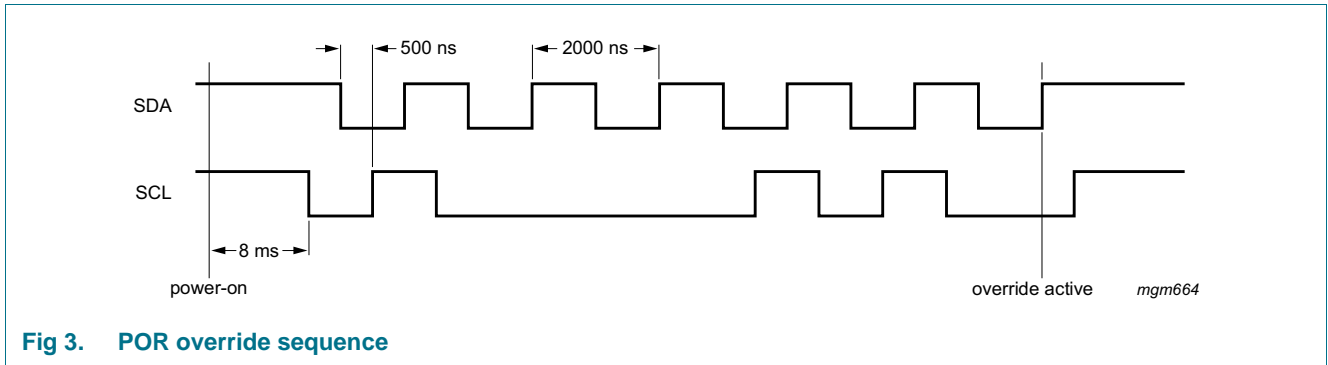 500 ns
2000 ns
SDA
SCL
8 ms
power-on
override active
mgm664
Fig 3. POR override sequence